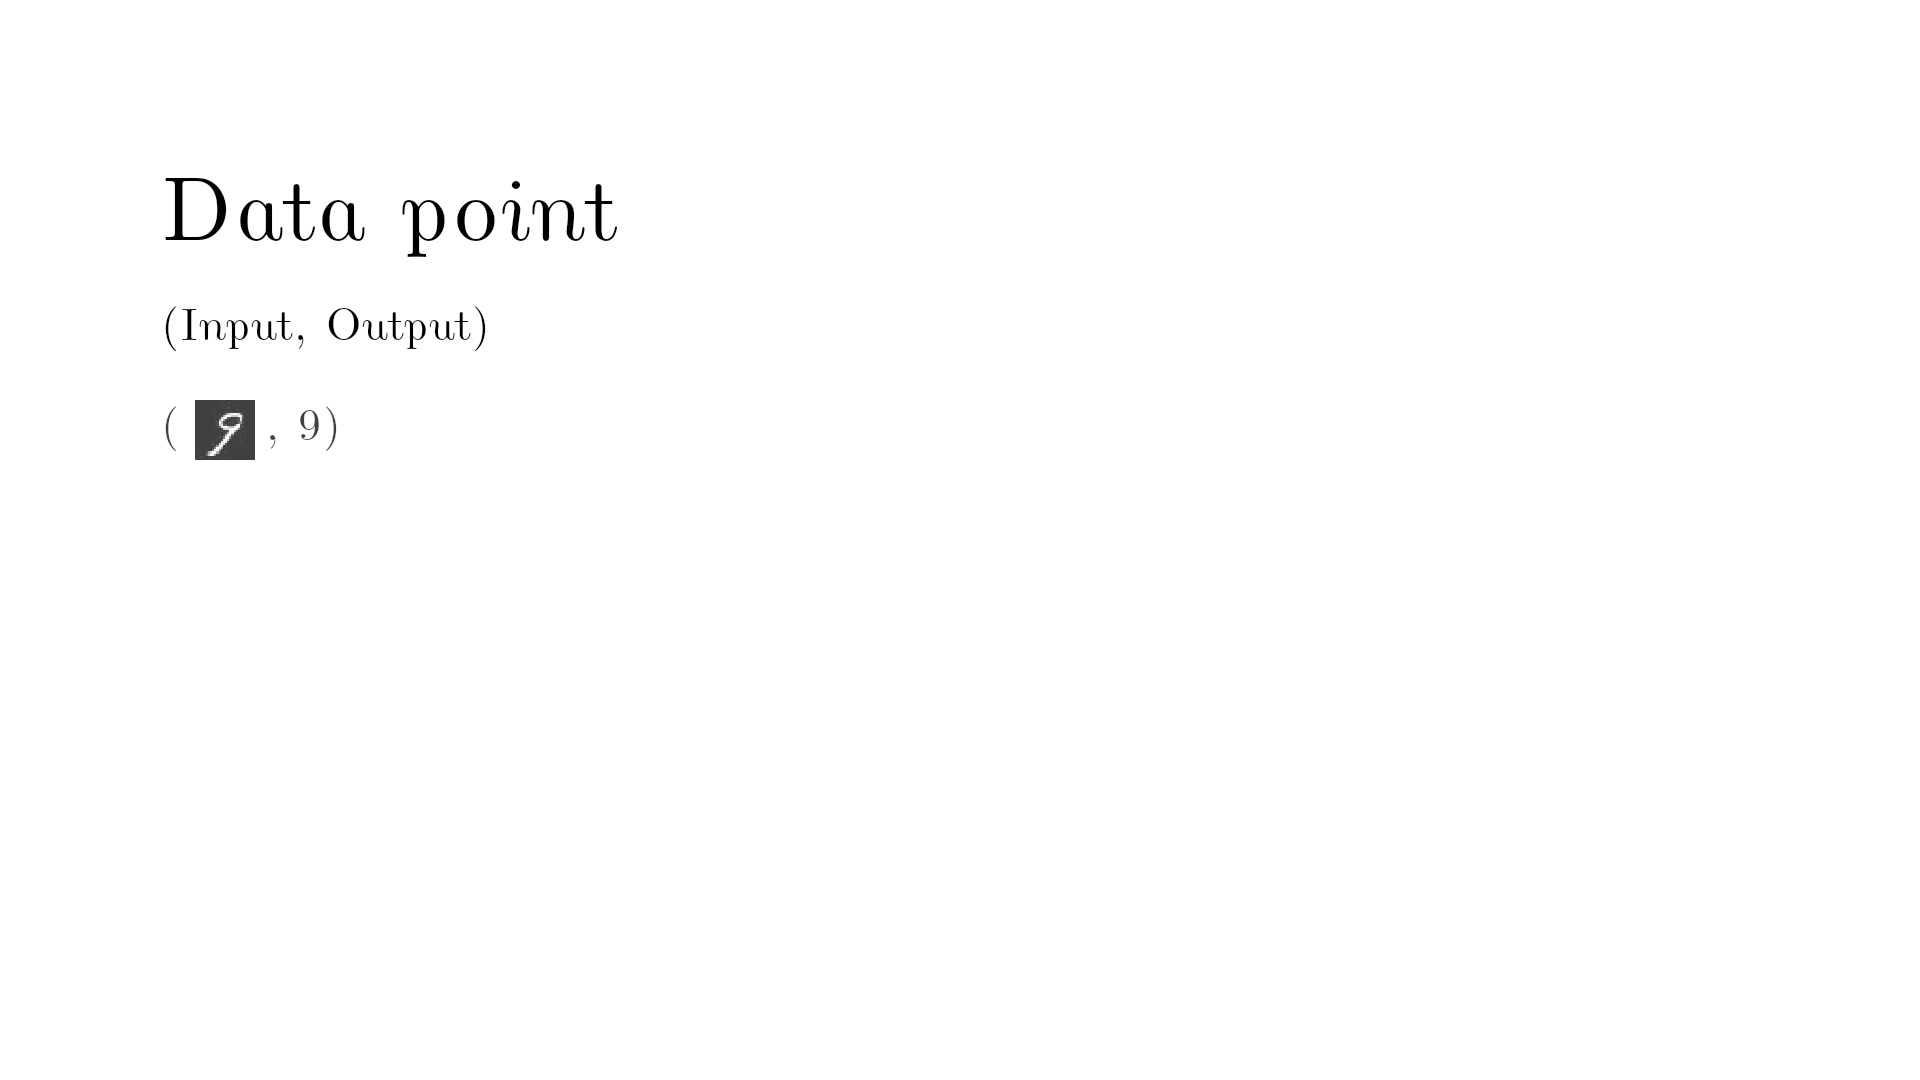 Data point
(Input, Output)
( 9 , 9)